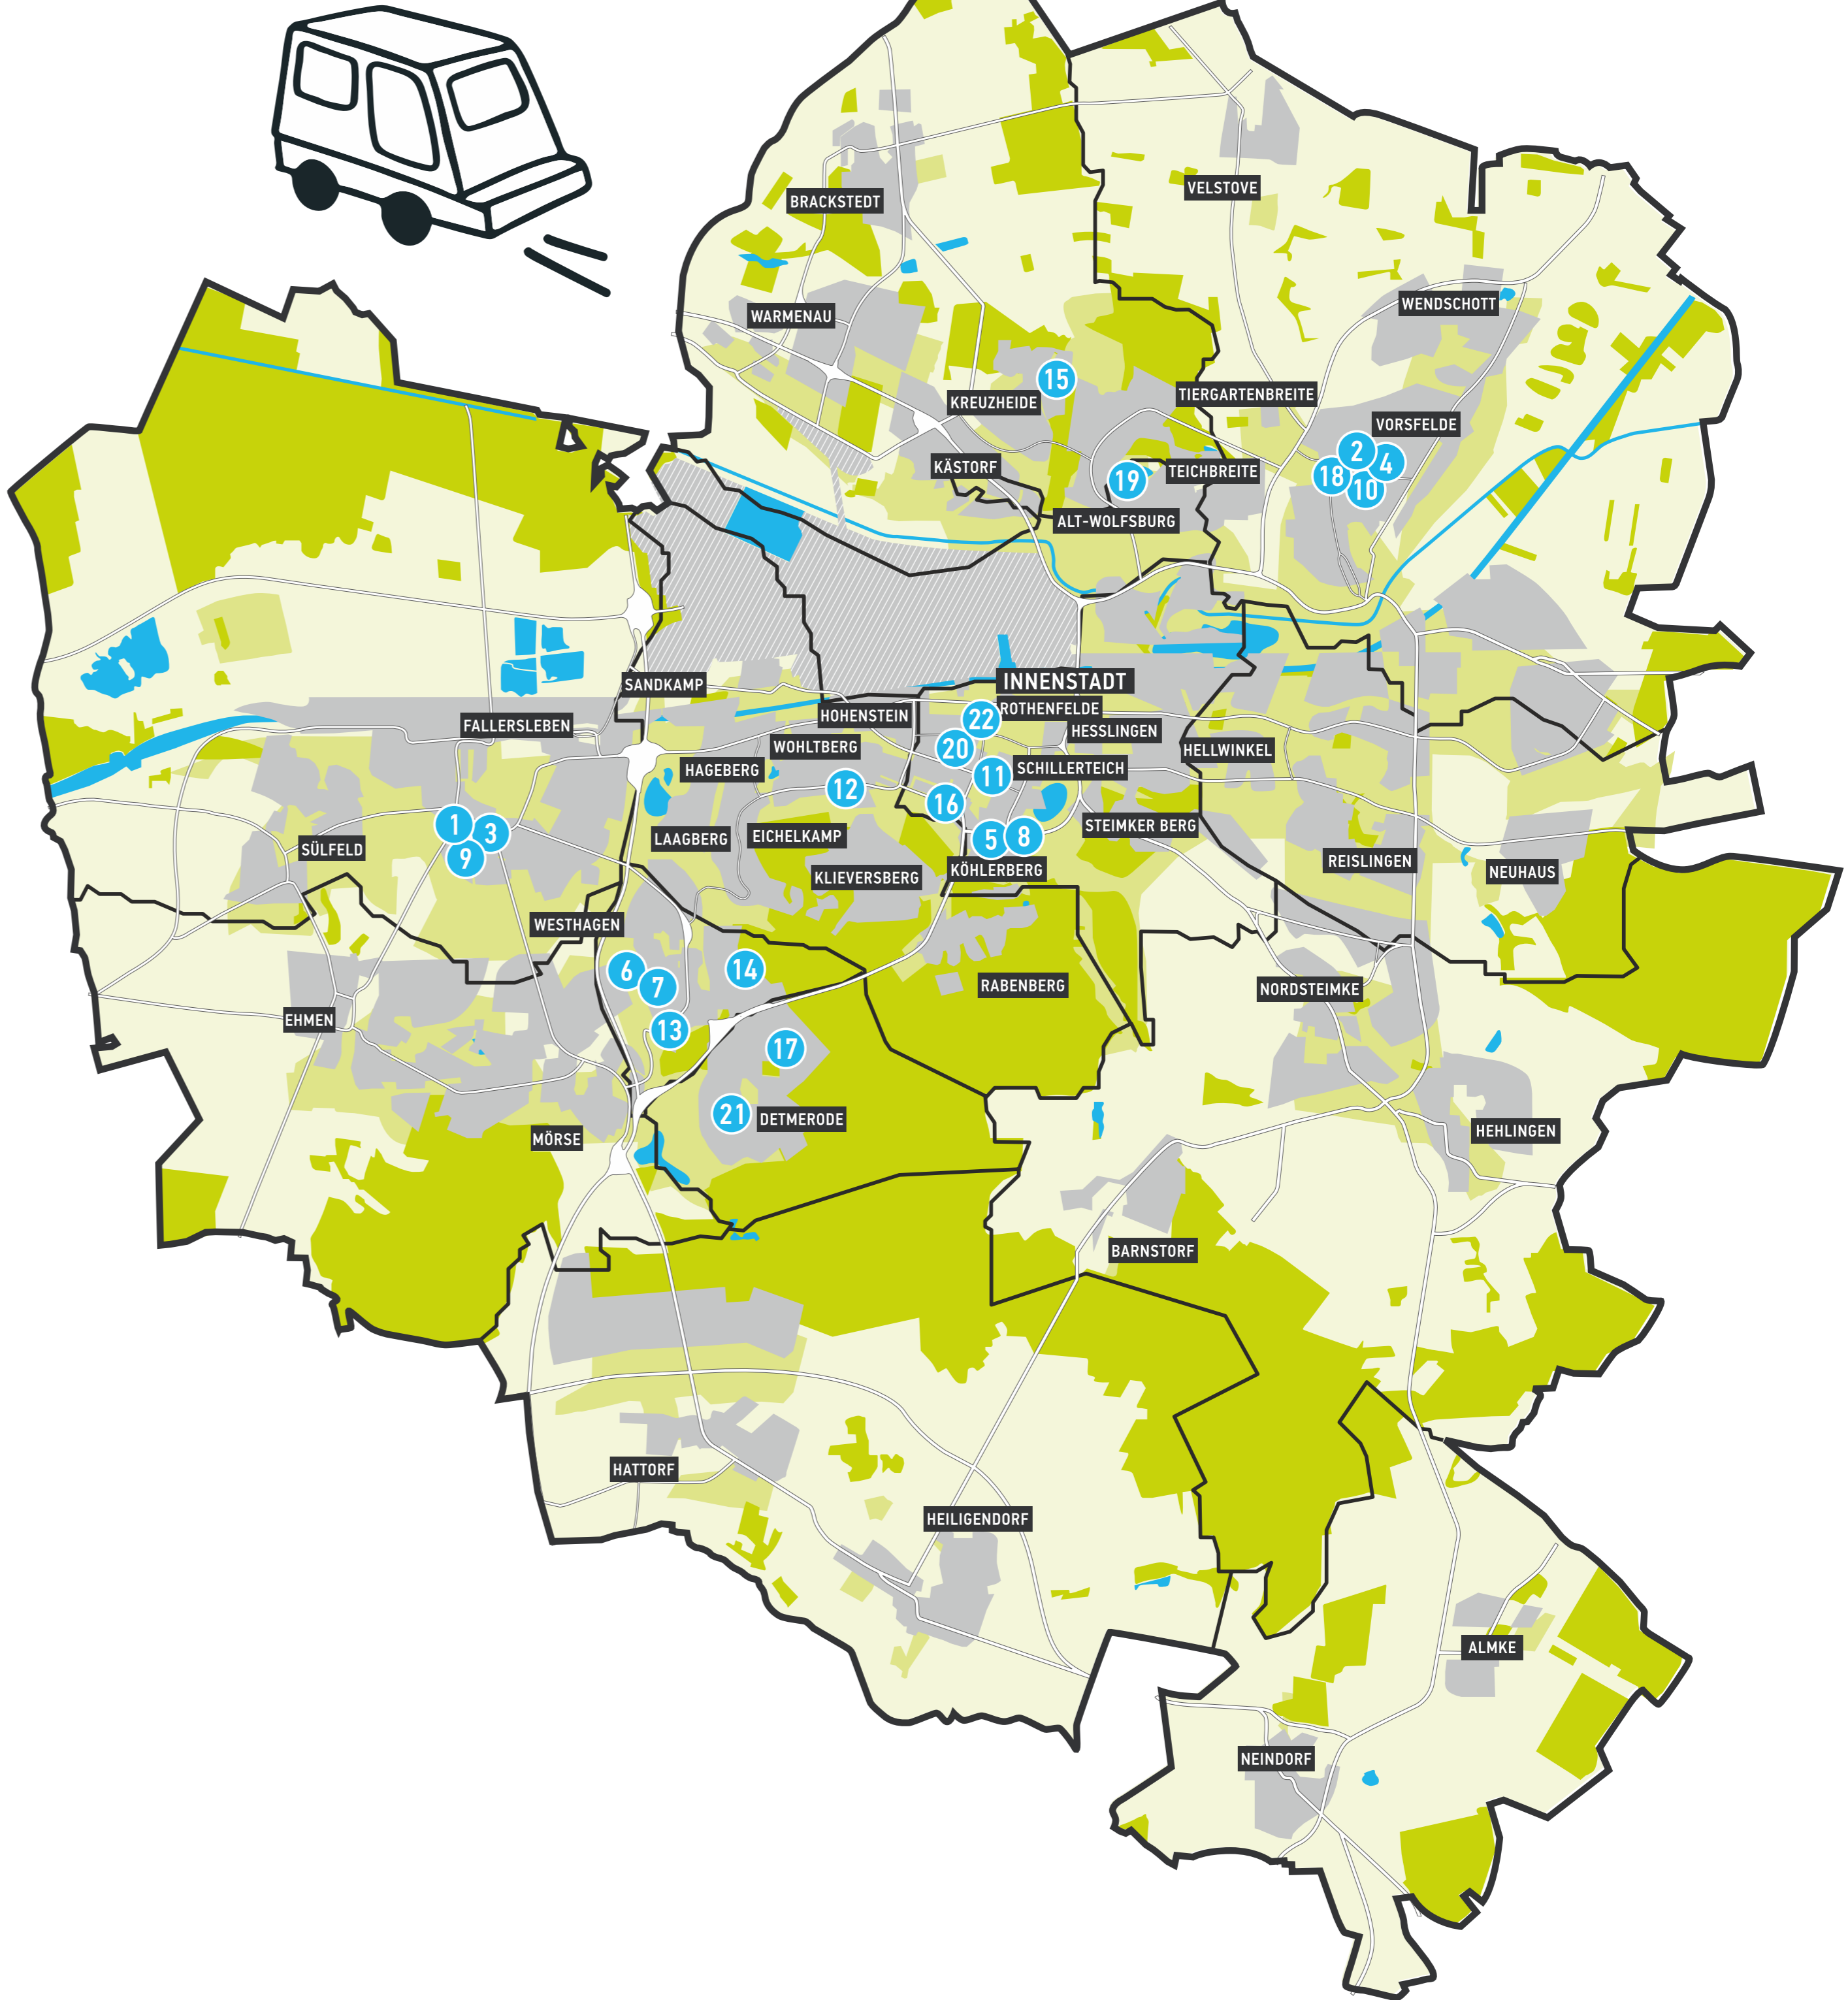 BRACKSTEDT
VELSTOVE
WENDSCHOTT
WARMENAU
15
TIERGARTENBREITE
KREUZHEIDE
VORSFELDE
2
4
18
10
KÄSTORF
TEICHBREITE
19
ALT-WOLFSBURG
INNENSTADT
SANDKAMP
ROTHENFELDE
HOHENSTEIN
22
FALLERSLEBEN
HESSLINGEN
WOHLTBERG
20
HELLWINKEL
HAGEBERG
SCHILLERTEICH
11
12
16
1
3
STEIMKER BERG
EICHELKAMP
LAAGBERG
5
8
SÜLFELD
9
REISLINGEN
KÖHLERBERG
NEUHAUS
KLIEVERSBERG
WESTHAGEN
6
14
7
RABENBERG
NORDSTEIMKE
EHMEN
13
17
21
DETMERODE
HEHLINGEN
MÖRSE
BARNSTORF
HATTORF
HEILIGENDORF
ALMKE
NEINDORF